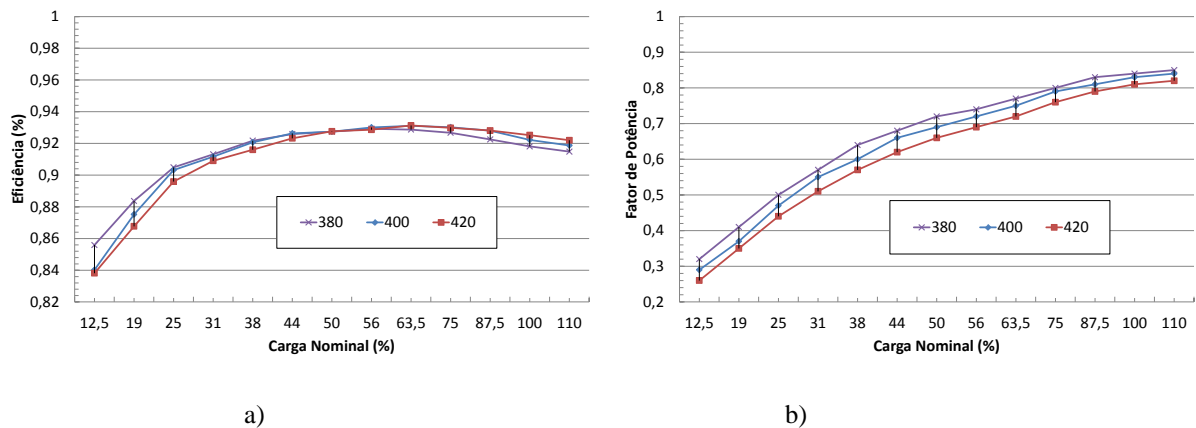 1
0,98
0,96
0,94
0,92
0,9
0,88
0,86
0,84
0,82
Eficiência (%)
12,5 19 25 31 38 44 50 56 63,5 75 87,5 100 110
Carga Nominal (%)
380 400 420
a)
1
0,9
0,8
0,7
0,6
0,5
0,4
0,3
0,2
Fator de Potência
12,5 19 25 31 38 44 50 56 63,5 75 87,5 100 110
Carga Nominal (%)
380 400 420
b)